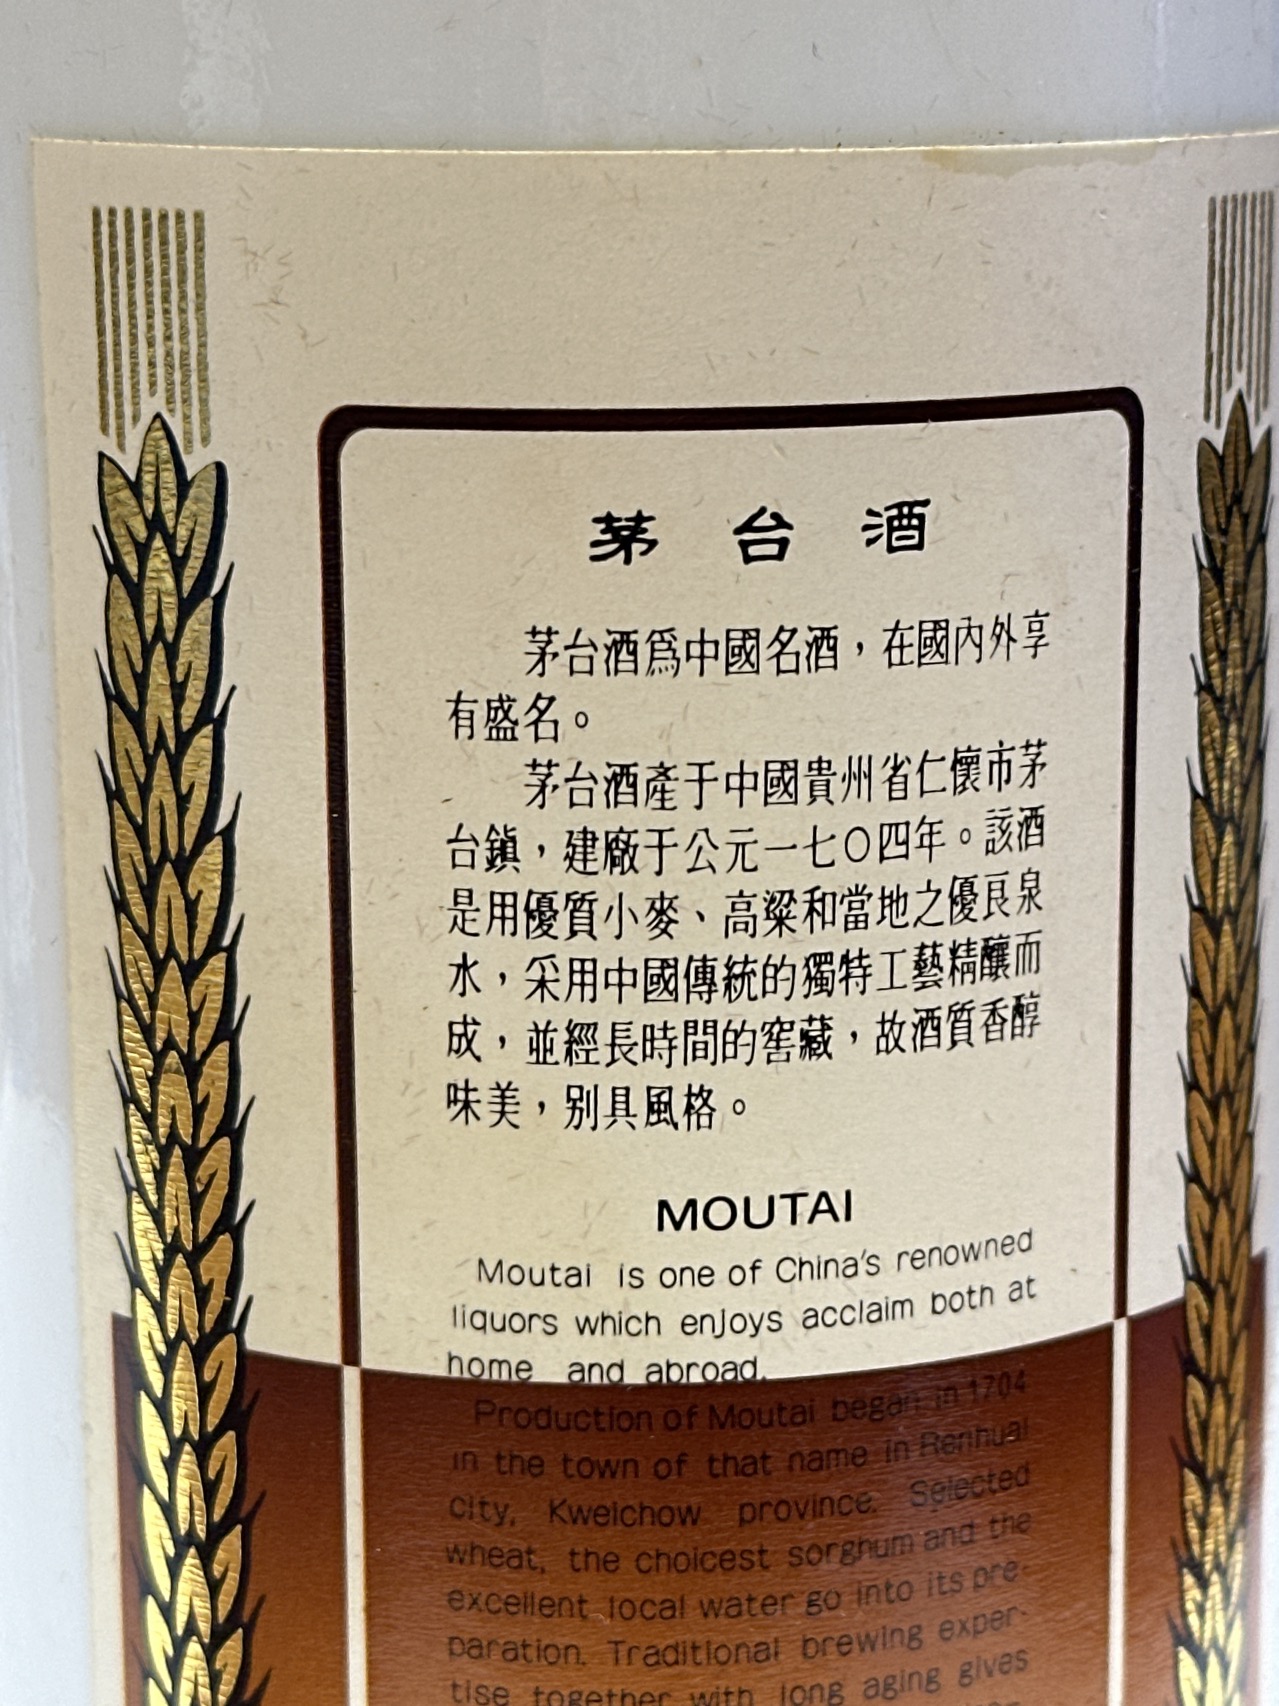 茅台酒
茅台酒爲中國名酒，在國內外享
有盛名。
茅台酒產于中國貴州省仁懷市茅
台鎮，建廠于公元一七〇四年。該酒
是用優質小麥、高粱和當地之優良泉
水，采用中國傳統的獨特工藝精釀而
成，並經長時間的窖藏，故酒質香醇
味美，别具風格。
MOUTAI
Moutai is one of China's renowned
liquors which enjoys acclaim both at
home and abroad.
Production of Moutai began in 1704
in the town of that name in Renhuai
city, Kweichow province. Selected
wheat, the choicest sorghum and the
excellent local water go into its pre-
paration. Traditional brewing exper-
tise together with long aging gives